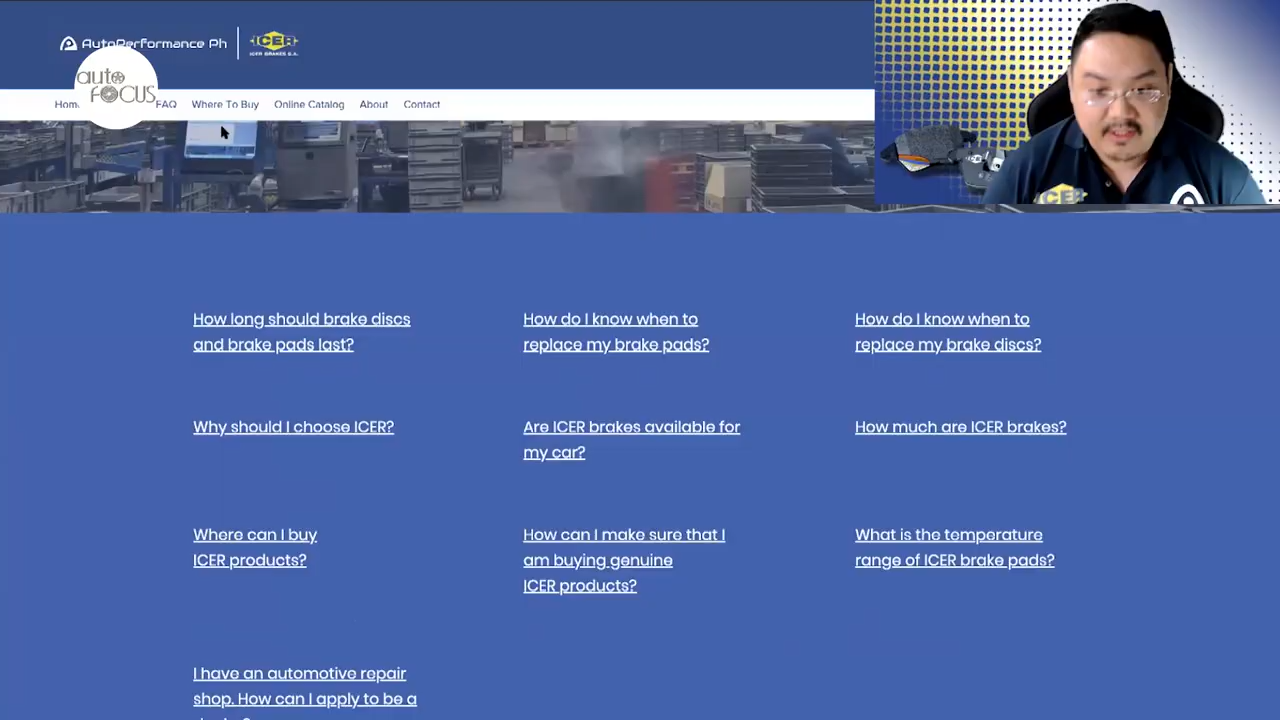 AutoPerformance Ph
ICER
ICER BRAKES S.A.
auto
FOCUS
Home FAQ Where To Buy Online Catalog About Contact
How long should brake discs
and brake pads last?
How do I know when to
replace my brake pads?
How do I know when to
replace my brake discs?
Why should I choose ICER?
Are ICER brakes available for
my car?
How much are ICER brakes?
Where can I buy
ICER products?
How can I make sure that I
am buying genuine
ICER products?
What is the temperature
range of ICER brake pads?
I have an automotive repair
shop. How can I apply to be a
ICER